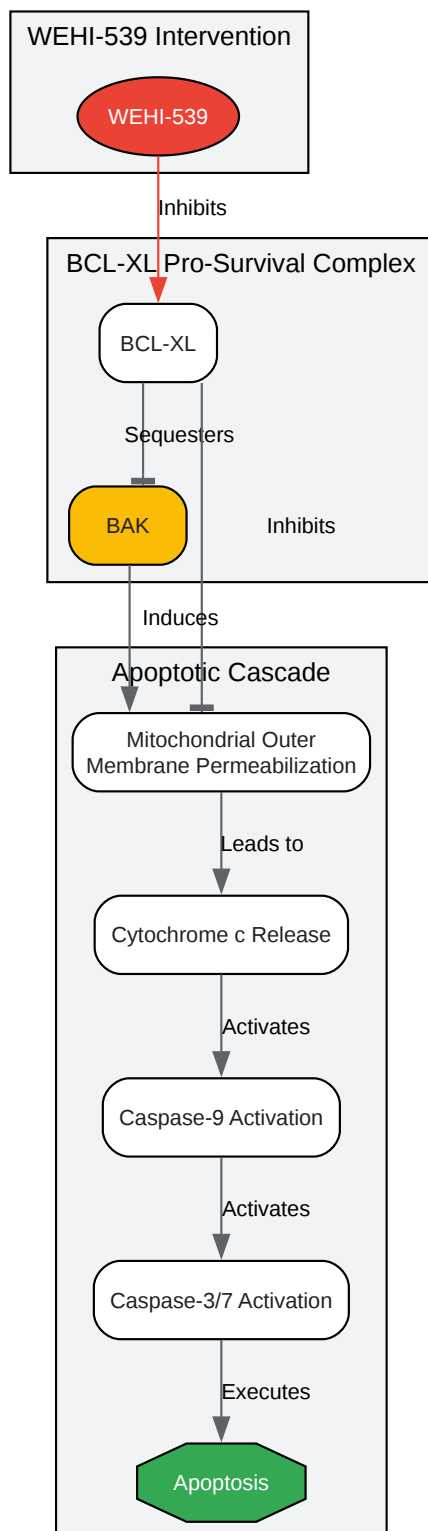 WEHI-539 Intervention
WEHI-539
Inhibits
BCL-XL Pro-Survival Complex
BCL-XL
Sequesters
BAK
Inhibits
Induces
Apoptotic Cascade
Mitochondrial Outer
Membrane Permeabilization
Leads to
Cytochrome c Release
Activates
Caspase-9 Activation
Activates
Caspase-3/7 Activation
Executes
Apoptosis